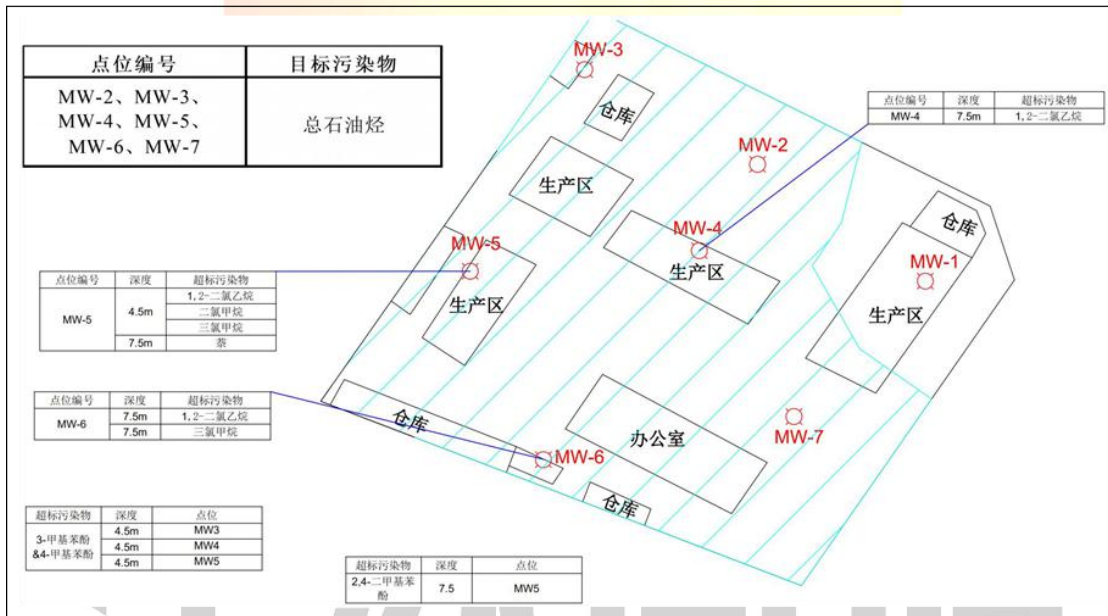 点位编号 目标污染物
MW-2、MW-3、
MW-4、MW-5、
MW-6、MW-7
总石油烃
MW-3
仓库
MW-2
点位编号 深度 超标污染物
MW-4 7.5m 1,2-二氯乙烷
生产区
MW-4
生产区
仓库
MW-1
生产区
MW-5
生产区
点位编号 深度 超标污染物
MW-5 4.5m 1,2-二氯乙烷
二氯甲烷
三氯甲烷
7.5m 萘
点位编号 深度 超标污染物
MW-6 7.5m 1,2-二氯乙烷
7.5m 三氯甲烷
仓库
办公室
MW-7
MW-6
仓库
超标污染物 深度 点位
3-甲基苯酚
&4-甲基苯酚
4.5m MW3
4.5m MW4
4.5m MW5
超标污染物 深度 点位
2,4-二甲基苯
酚
7.5 MW5